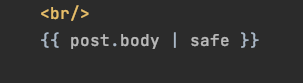 <br/>
{{ post.body | safe }}